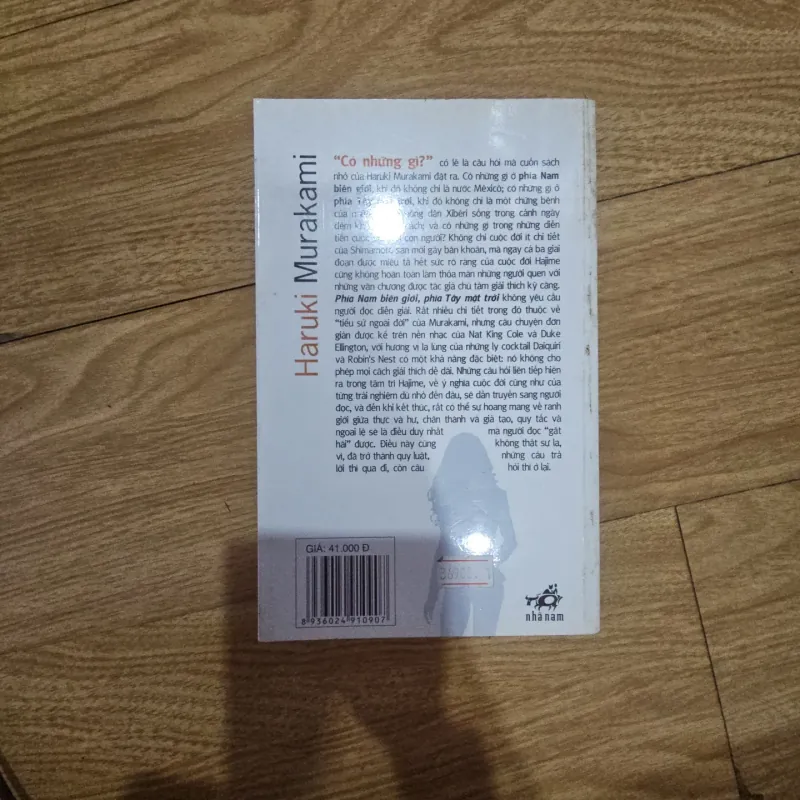 Haruki Murakami
"Có những gì?" có lẽ là câu hỏi mà cuốn sách
nhỏ của Haruki Murakami đặt ra. Có những gì ở phía Nam
biên giới, khi đó không chỉ là nước México; có những gì ở
phía Tây mặt trời, khi đó không chỉ là một chứng bệnh
của nông dân Xibêri sống trong cảnh ngày
đêm và có những gì trong những diễn
tiến cuộc con người? Không chỉ cuộc đời ít chi tiết
của Shimamoto sẵn mời gây băn khoăn, mà ngay cả ba giai
đoạn được miêu tả hết sức rõ ràng của cuộc đời Hajime
cũng không hoàn toàn làm thỏa mãn những người quen với
những văn chương được tác giả chú tâm giải thích kỹ càng.
Phía Nam biên giới, phía Tây mặt trời không yêu cầu
người đọc diễn giải. Rất nhiều chi tiết trong đó thuộc về
"tiểu sử ngoài đời" của Murakami, nhưng câu chuyện đơn
giản được kể trên nền nhạc của Nat King Cole và Duke
Ellington, với hương vị lạ lùng của những ly cocktail Daiquiri
và Robin's Nest có một khả năng đặc biệt: nó không cho
phép mọi cách giải thích dễ dãi. Những câu hỏi liên tiếp hiện
ra trong tâm trí Hajime, về ý nghĩa cuộc đời cũng như của
từng trải nghiệm dù nhỏ đến đâu, sẽ dần truyền sang người
đọc, và đến khi kết thúc, rất có thể sự hoang mang về ranh
giới giữa thực và hư, chân thành và giả tạo, quy tắc và
ngoại lệ sẽ là điều duy nhất mà người đọc "gặt
hái" được. Điều này cũng không thật sự lạ,
vì, đã trở thành quy luật, những câu trả
lời thì qua đi, còn câu hỏi thì ở lại.
GIÁ: 41.000 Đ
8 936024 910907
nhã nam